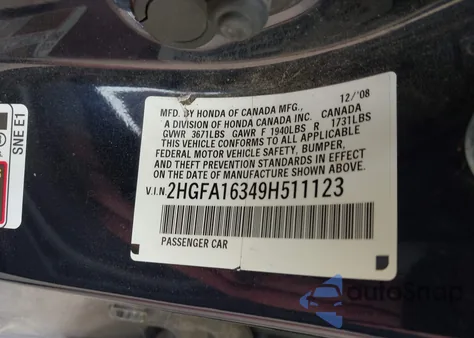 SNE E1
12/'08
MFD. BY HONDA OF CANADA MFG.,
A DIVISION OF HONDA CANADA INC. CANADA
GVWR 3671LBS GAWR F 1940LBS R 1731LBS
THIS VEHICLE CONFORMS TO ALL APPLICABLE
FEDERAL MOTOR VEHICLE SAFETY, BUMPER,
AND THEFT PREVENTION STANDARDS IN EFFECT
ON THE DATE OF MANUFACTURE SHOWN ABOVE.
V.I.N. 2HGFA16349H511123
PASSENGER CAR
autoSnap